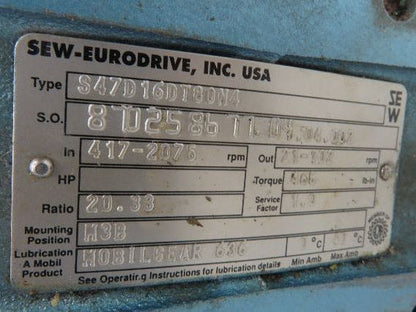 SEW-EURODRIVE, INC. USA
Type S47D16DT80N4
SEW
S.O.
In 417-2076 rpm Out rpm
HP Torque lb-in
Ratio 20.33 Service Factor
Mounting Position M3B
Lubrication A Mobil Product MOBILGEAR 636 °C °C
See Operating Instructions for lubrication details Min Amb Max Amb